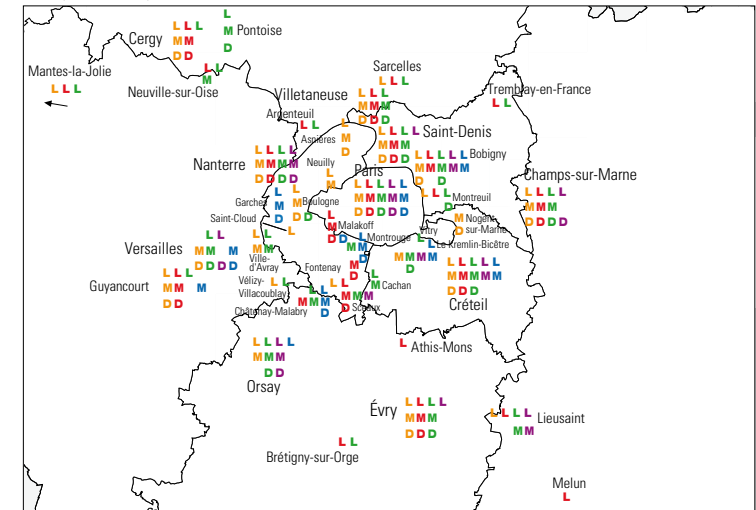 L
L L L
Pontoise
Cergy
M M
M
D D
D
L L
M
Mantes-la-Jolie
L L L
Neuville-sur-Oise
Sarcelles
L L L
Villetaneuse
L L L
M M M
D D D
Tremblay-en-France
L L
Argenteuil
L L
Asnières
L
M
D
L L L L
Saint-Denis
M M M
D D D
Nanterre
L L L L
M M M M
D D D D
Neuilly
L
M
L L L L L
Bobigny
M M M M M
D D
Paris
L L L L L
M M M M M
D D D D D
Champs-sur-Marne
L L L L
M M M
D D D D
Garches
L
M
D
Boulogne
L
M
D D
L L L
D
Montreuil
Saint-Cloud
L
Malakoff
L
M
D D
Nogent-
sur-Marne
M
D
Montrouge
L
M M
D
Vitry
L L
M M M M
D
Le Kremlin-Bicêtre
Versailles
L L L
M M M
D D D D
Ville-
d'Avray
L L
M M
Guyancourt
L L L
M M M
D D
Vélizy-
Villacoublay
L L
Fontenay
M
D
L
M
Cachan
L L L L L
M M M M M
D D D
Créteil
Châtenay-Malabry
L L
M M M
D
Sceaux
L L
M M M
D
L
Athis-Mons
L L L L
M M M
D D
Orsay
Évry
L L L L
M M M
D D D
L L L L
M M
Lieusaint
L L
Brétigny-sur-Orge
Melun
L